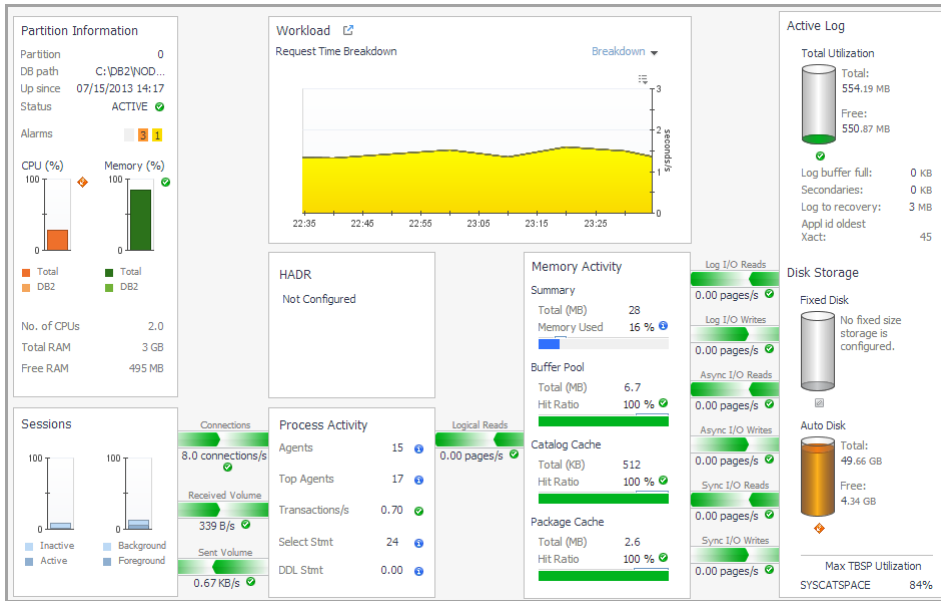 Partition Information
Partition 0
DB path C:\DB2\NOD...
Up since 07/15/2013 14:17
Status ACTIVE
Alarms 3 1
CPU (%) Memory (%)
100 100
0 0
Total Total
DB2 DB2
No. of CPUs 2.0
Total RAM 3 GB
Free RAM 495 MB
Workload
Request Time Breakdown Breakdown
3
2
1
0
seconds/s
22:35 22:45 22:55 23:05 23:15 23:25
HADR
Not Configured
Sessions
100 100
0 0
Inactive Background
Active Foreground
Connections
8.0 connections/s
Received Volume
339 B/s
Sent Volume
0.67 KB/s
Process Activity
Agents 15
Top Agents 17
Transactions/s 0.70
Select Stmt 24
DDL Stmt 0.00
Logical Reads
0.00 pages/s
Memory Activity
Summary
Total (MB) 28
Memory Used 16 %
Buffer Pool
Total (MB) 6.7
Hit Ratio 100 %
Catalog Cache
Total (KB) 512
Hit Ratio 100 %
Package Cache
Total (MB) 2.6
Hit Ratio 100 %
Log I/O Reads
0.00 pages/s
Log I/O Writes
0.00 pages/s
Async I/O Reads
0.00 pages/s
Async I/O Writes
0.00 pages/s
Sync I/O Reads
0.00 pages/s
Sync I/O Writes
0.00 pages/s
Active Log
Total Utilization
Total:
554.19 MB
Free:
550.87 MB
Log buffer full: 0 KB
Secondaries: 0 KB
Log to recovery: 3 MB
Appl id oldest
Xact: 45
Disk Storage
Fixed Disk
No fixed size
storage is
configured.
Auto Disk
Total:
49.66 GB
Free:
4.34 GB
Max TBSP Utilization
SYSCATSPACE 84%